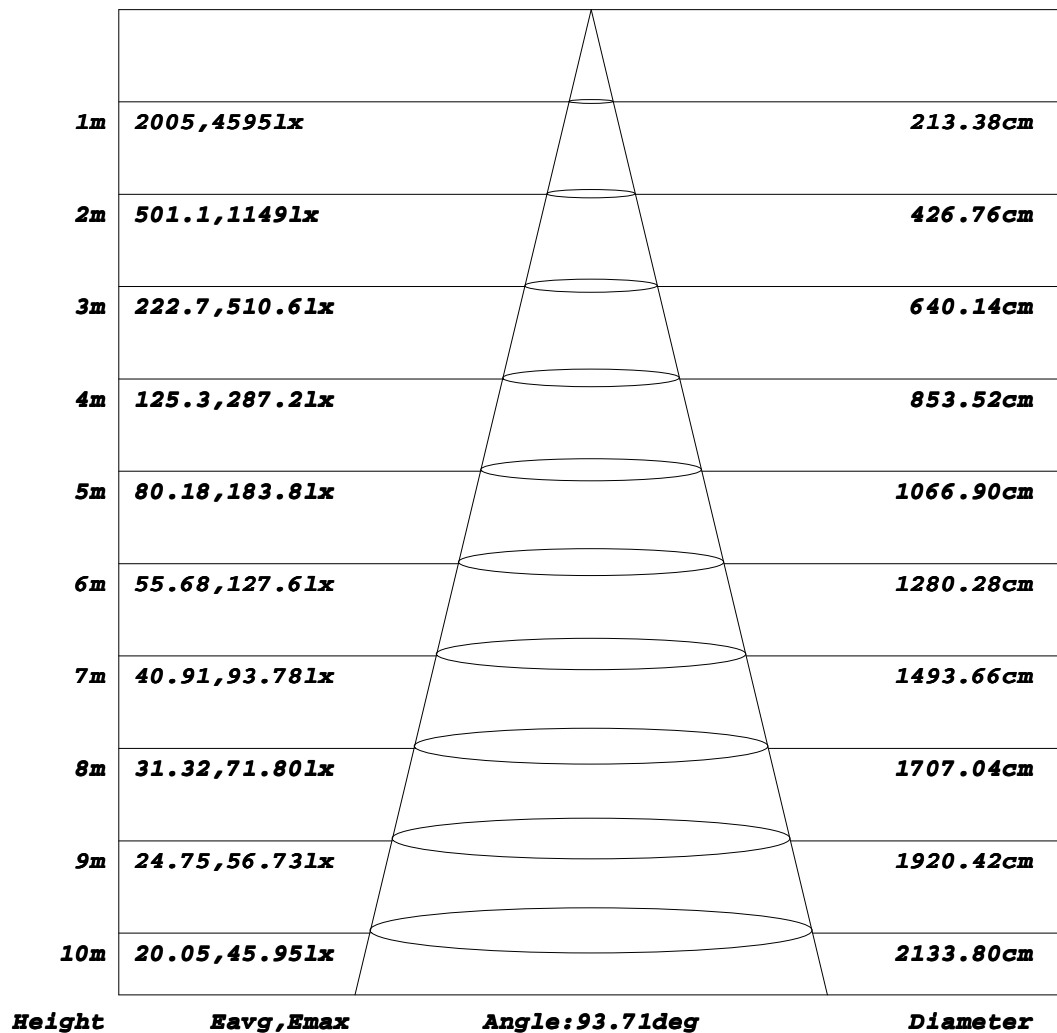 1m 2005,4595lx 213.38cm
2m 501.1,1149lx 426.76cm
3m 222.7,510.6lx 640.14cm
4m 125.3,287.2lx 853.52cm
5m 80.18,183.8lx 1066.90cm
6m 55.68,127.6lx 1280.28cm
7m 40.91,93.78lx 1493.66cm
8m 31.32,71.80lx 1707.04cm
9m 24.75,56.73lx 1920.42cm
10m 20.05,45.95lx 2133.80cm
Height Eavg,Emax Angle:93.71deg Diameter